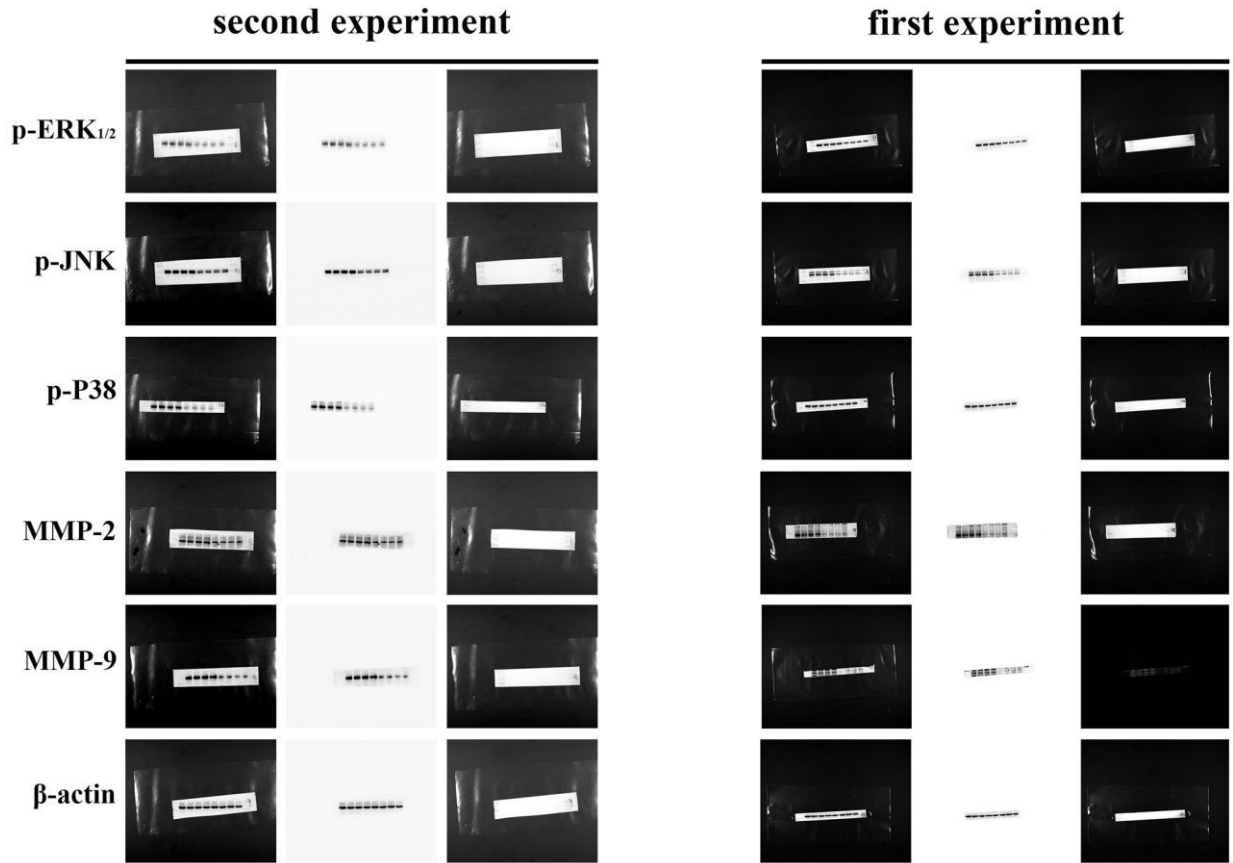 second experiment
first experiment
p-ERK1/2
p-JNK
p-P38
MMP-2
MMP-9
β-actin